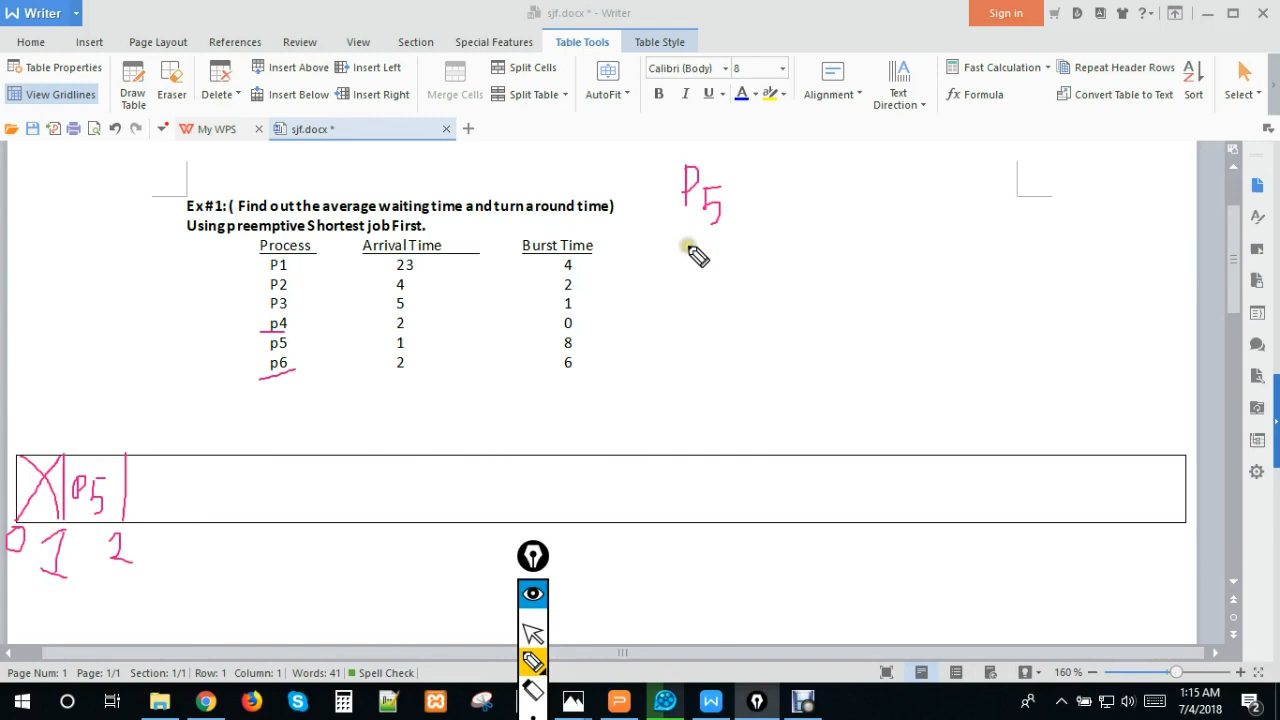 Writer
sjf.docx * - Writer
Sign in
Home Insert Page Layout References Review View Section Special Features Table Tools Table Style
Table Properties Insert Above Insert Left Split Cells Calibri (Body) 8 Fast Calculation Repeat Header Rows
Draw Table Eraser Delete Merge Cells AutoFit Alignment Text Direction Sort Select
View Gridlines Insert Below Insert Right Split Table B I U A Formula Convert Table to Text
My WPS sjf.docx *
P5
Ex#1: ( Find out the average waiting time and turn around time)
Using preemptive Shortest job First.
Process Arrival Time Burst Time
P1 23 4
P2 4 2
P3 5 1
p4 2 0
p5 1 8
p6 2 6
X P5
0 1 2
Page Num: 1 Page: 1/1 Section: 1/1 Row: 1 Column: 1 Words: 41 Spell Check 160 %
1:15 AM
7/4/2018
2